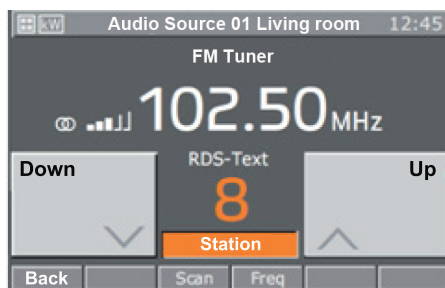 kW Audio Source 01 Living room 12:45
FM Tuner
102.50 MHz
RDS-Text
Down
Up
8
Station
Back Scan Freq